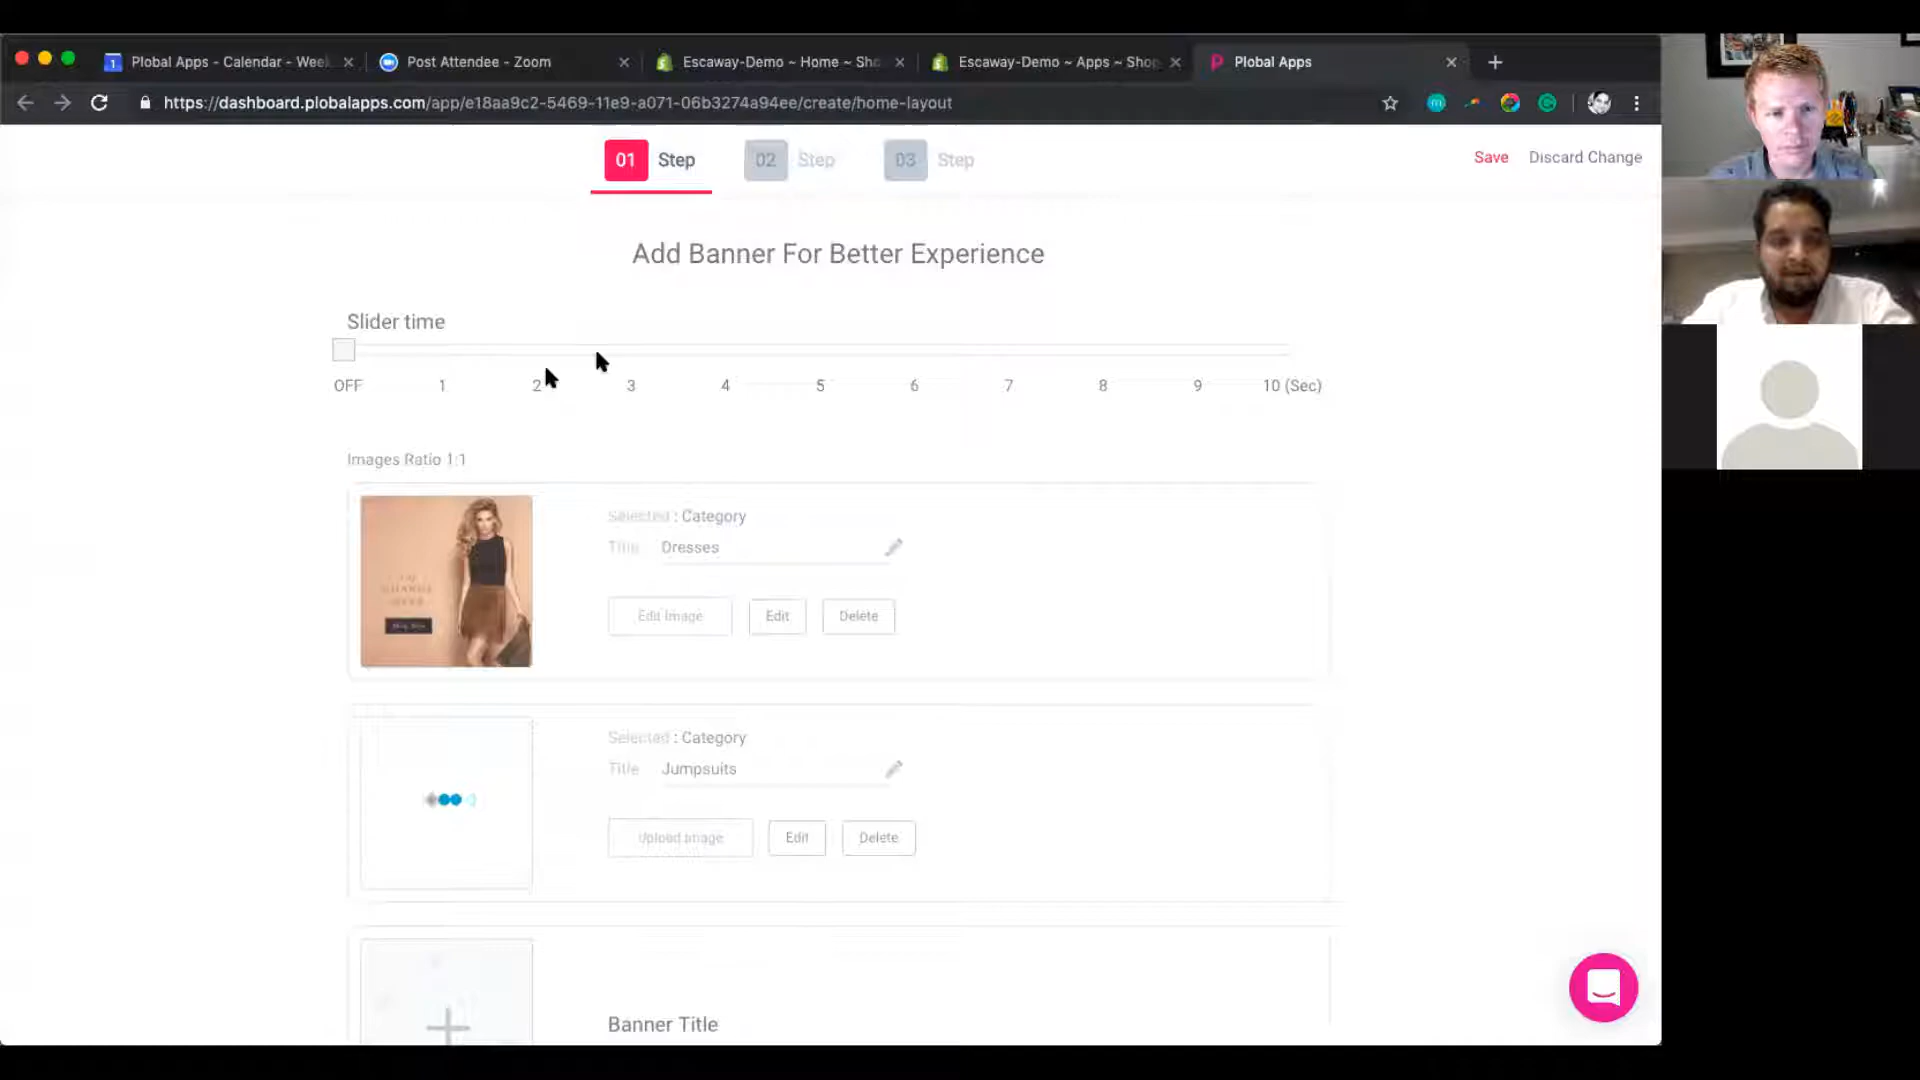 Plobal Apps - Calendar - Week
Post Attendee - Zoom
Escaway-Demo ~ Home ~ Sho
Escaway-Demo ~ Apps ~ Shop
Plobal Apps
https://dashboard.plobalapps.com/app/e18aa9c2-5469-11e9-a071-06b3274a94ee/create/home-layout
01 Step 02 Step 03 Step
Save Discard Change
Add Banner For Better Experience
Slider time
OFF 1 2 3 4 5 6 7 8 9 10 (Sec)
Images Ratio 1:1
Selected : Category
Title Dresses
Edit Image Edit Delete
Selected : Category
Title Jumpsuits
Upload Image Edit Delete
Banner Title